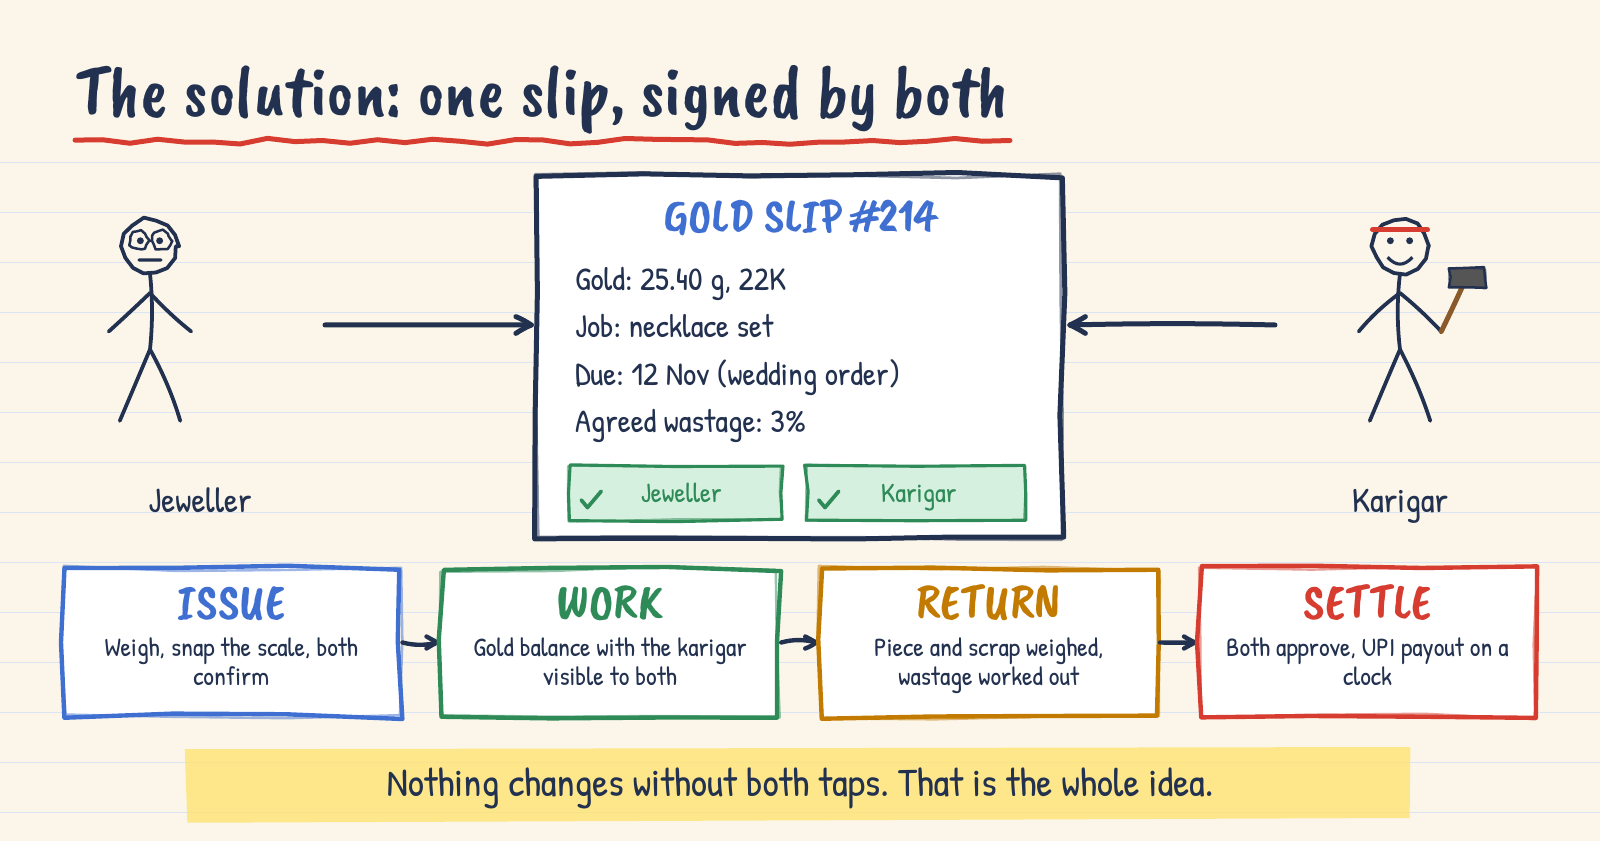 The solution: one slip, signed by both
GOLD SLIP #214
Gold: 25.40 g, 22K
Job: necklace set
Due: 12 Nov (wedding order)
Agreed wastage: 3%
Jeweller
Karigar
Jeweller
Karigar
ISSUE
Weigh, snap the scale, both
confirm
WORK
Gold balance with the karigar
visible to both
RETURN
Piece and scrap weighed,
wastage worked out
SETTLE
Both approve, UPI payout on a
clock
Nothing changes without both taps. That is the whole idea.